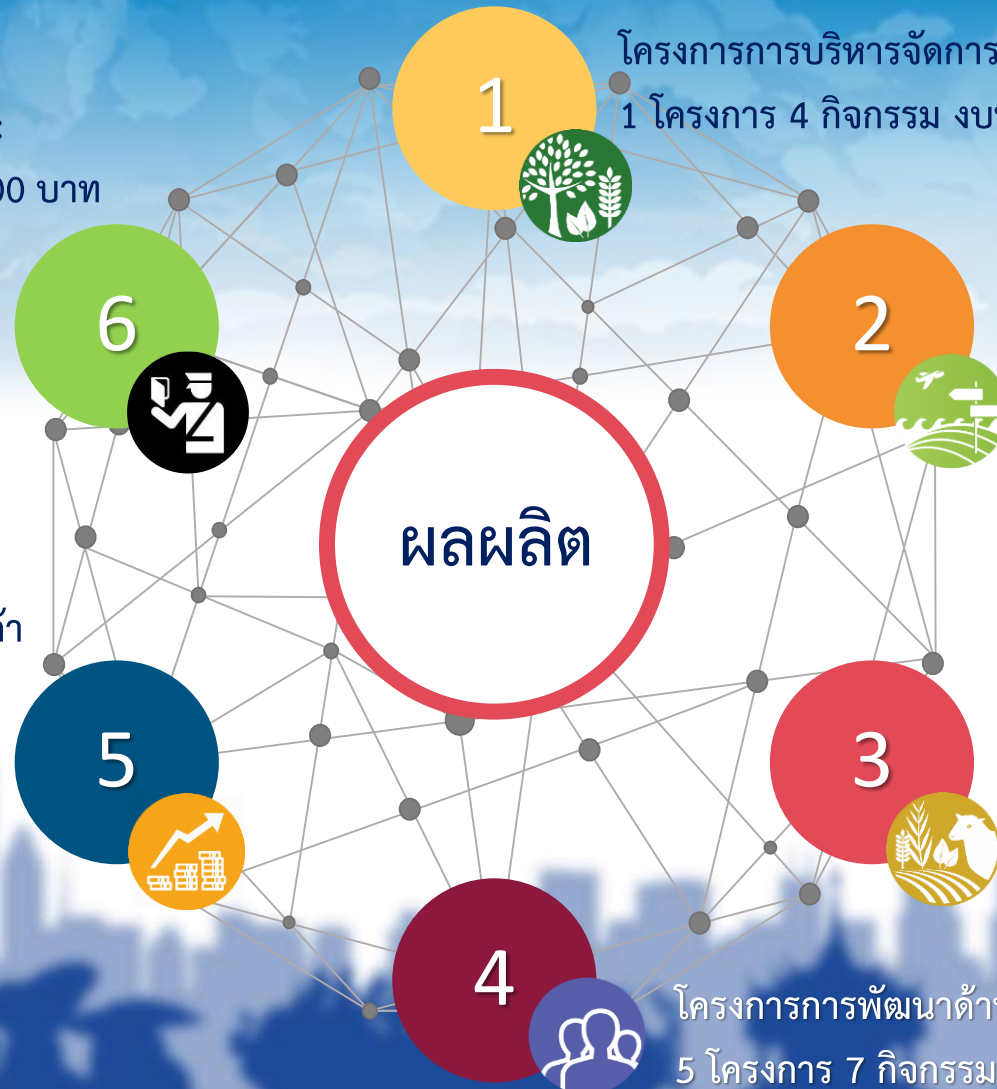 1
โครงการการบริหารจัดการ
1 โครงการ 4 กิจกรรม
00 บาท
6
2
ผลผลิต
5
3
4
โครงการการพัฒนาด้าน
5 โครงการ 7 กิจกรรม